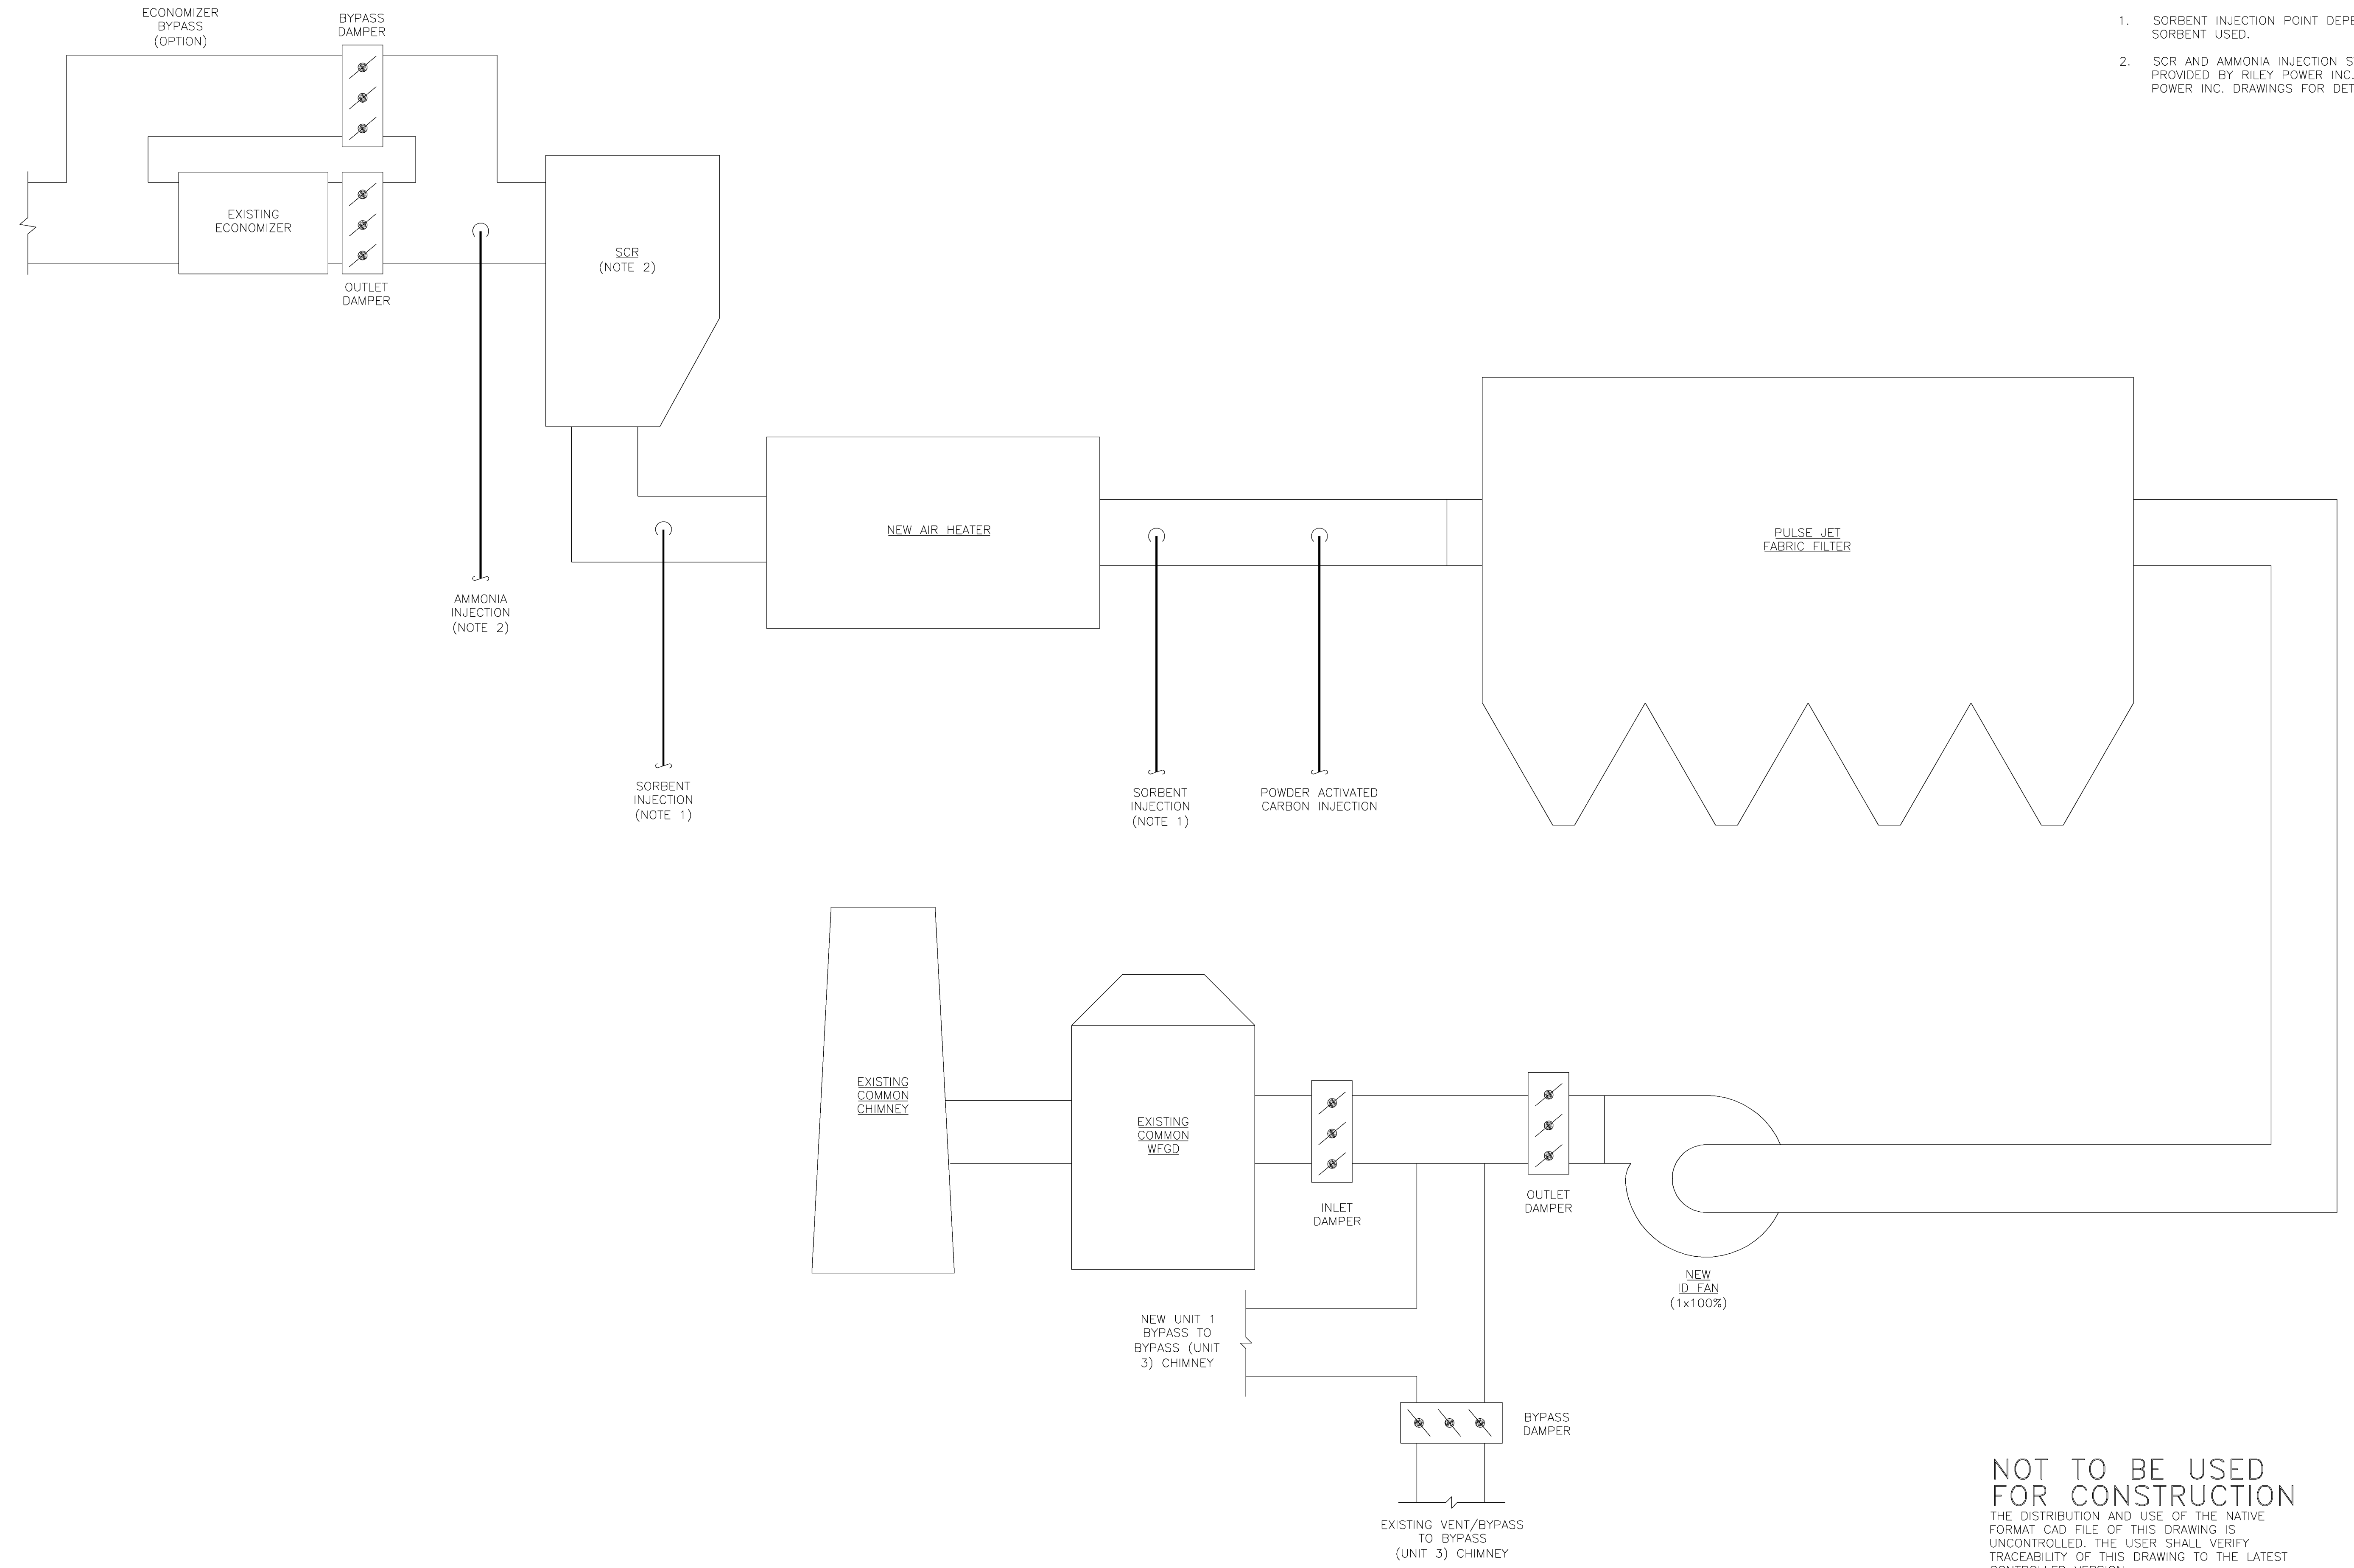 ECONOMIZER
BYPASS
(OPTION)
BYPASS
DAMPER
1. SORBENT INJECTION POINT
SORBENT USED.
2. SCR AND AMMONIA INJECTION
PROVIDED BY RILEY POWER INC.
POWER INC. DRAWINGS FOR
EXISTING
ECONOMIZER
OUTLET
DAMPER
SCR
(NOTE 2)
AMMONIA
INJECTION
(NOTE 2)
NEW AIR HEATER
PULSE JET
FABRIC FILTER
SORBENT
INJECTION
(NOTE 1)
SORBENT
INJECTION
(NOTE 1)
POWDER ACTIVATED
CARBON INJECTION
EXISTING
COMMON
CHIMNEY
EXISTING
COMMON
WFGD
INLET
DAMPER
OUTLET
DAMPER
NEW
ID FAN
(1x100%)
NEW UNIT 1
BYPASS TO
BYPASS (UNIT
3) CHIMNEY
BYPASS
DAMPER
EXISTING VENT/BYPASS
TO BYPASS
(UNIT 3) CHIMNEY
NOT TO BE USED
FOR CONSTRUCTION
THE DISTRIBUTION AND USE OF THE NATIVE
FORMAT CAD FILE OF THIS DRAWING IS
UNCONTROLLED. THE USER SHALL VERIFY
TRACEABILITY OF THIS DRAWING TO THE LATEST